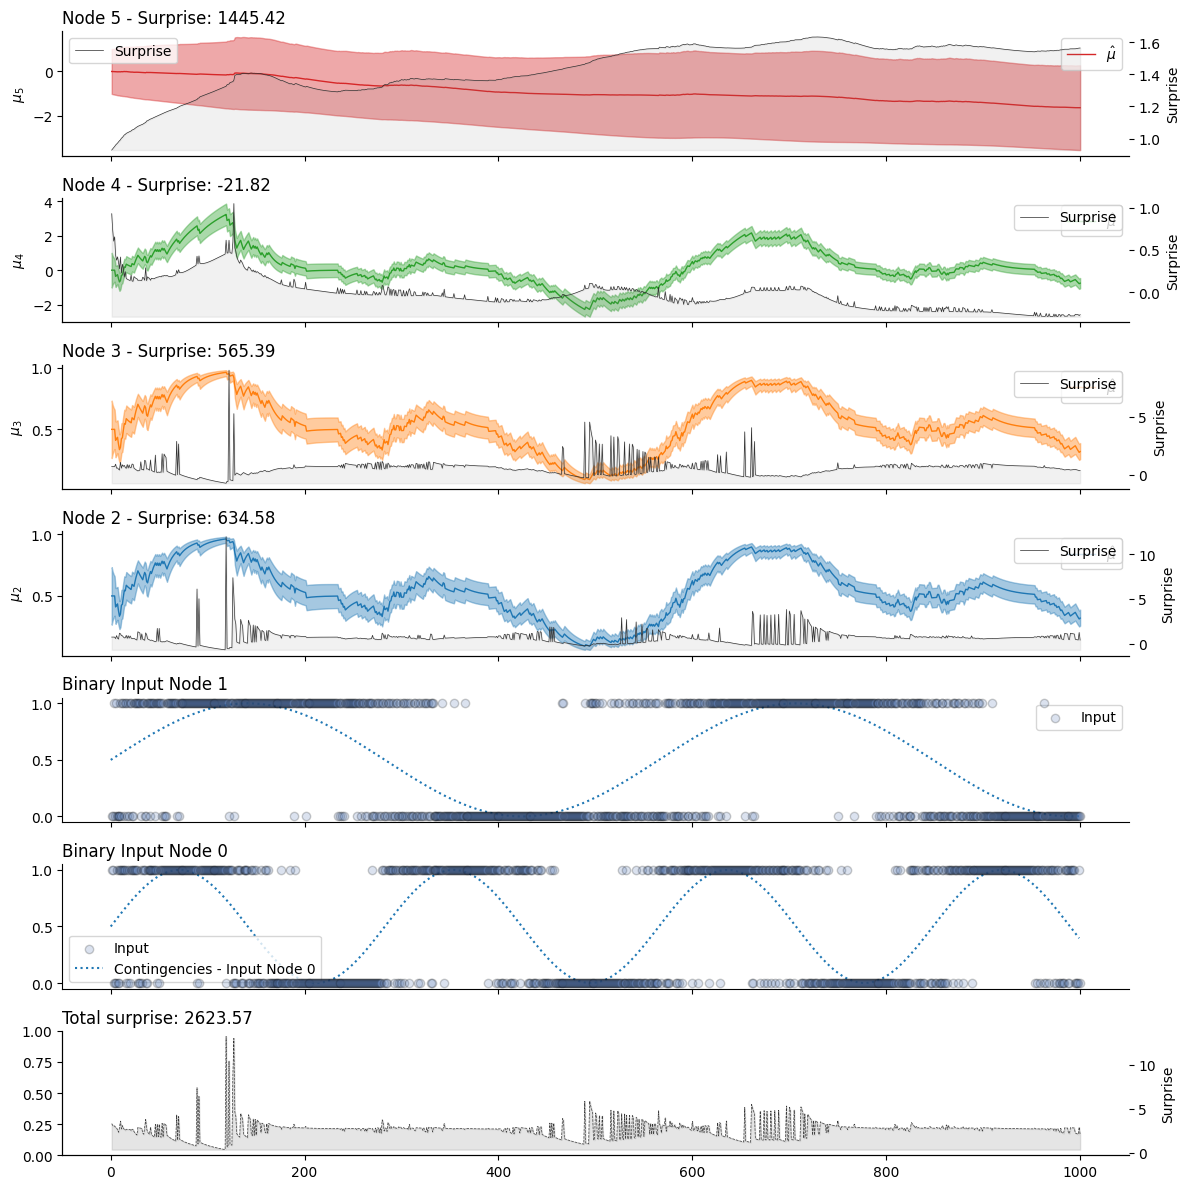 Node 5 - Surprise: 1445.42
Surprise
μ̂
0
−2
μ5
1.6
1.4
1.2
1.0
Surprise
Node 4 - Surprise: -21.82
Surprise
4
2
0
−2
μ4
1.0
0.5
0.0
Surprise
Node 3 - Surprise: 565.39
Surprise
1.0
0.5
μ3
5
0
Surprise
Node 2 - Surprise: 634.58
Surprise
1.0
0.5
μ2
10
5
0
Surprise
Binary Input Node 1
1.0
0.5
0.0
Input
Binary Input Node 0
1.0
0.5
0.0
Input
Contingencies - Input Node 0
Total surprise: 2623.57
1.00
0.75
0.50
0.25
0.00
10
5
0
Surprise
0 200 400 600 800 1000